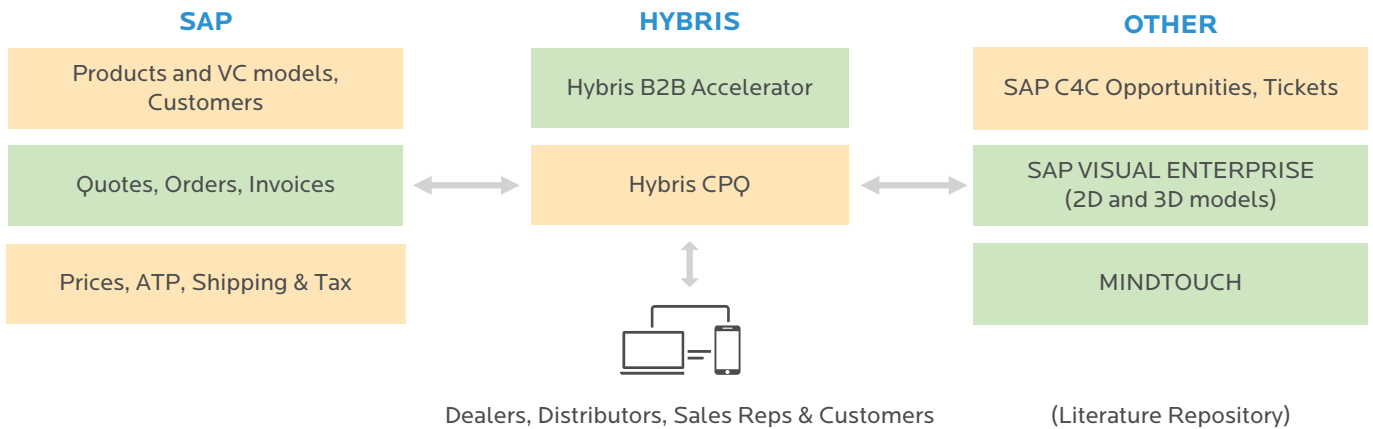 SAP
Products and VC models,
Customers
Quotes, Orders, Invoices
Prices, ATP, Shipping & Tax
HYBRIS
Hybris B2B Accelerator
Hybris CPQ
Dealers, Distributors, Sales Reps & Customers
OTHER
SAP C4C Opportunities, Tickets
SAP VISUAL ENTERPRISE
(2D and 3D models)
MINDTOUCH
(Literature Repository)